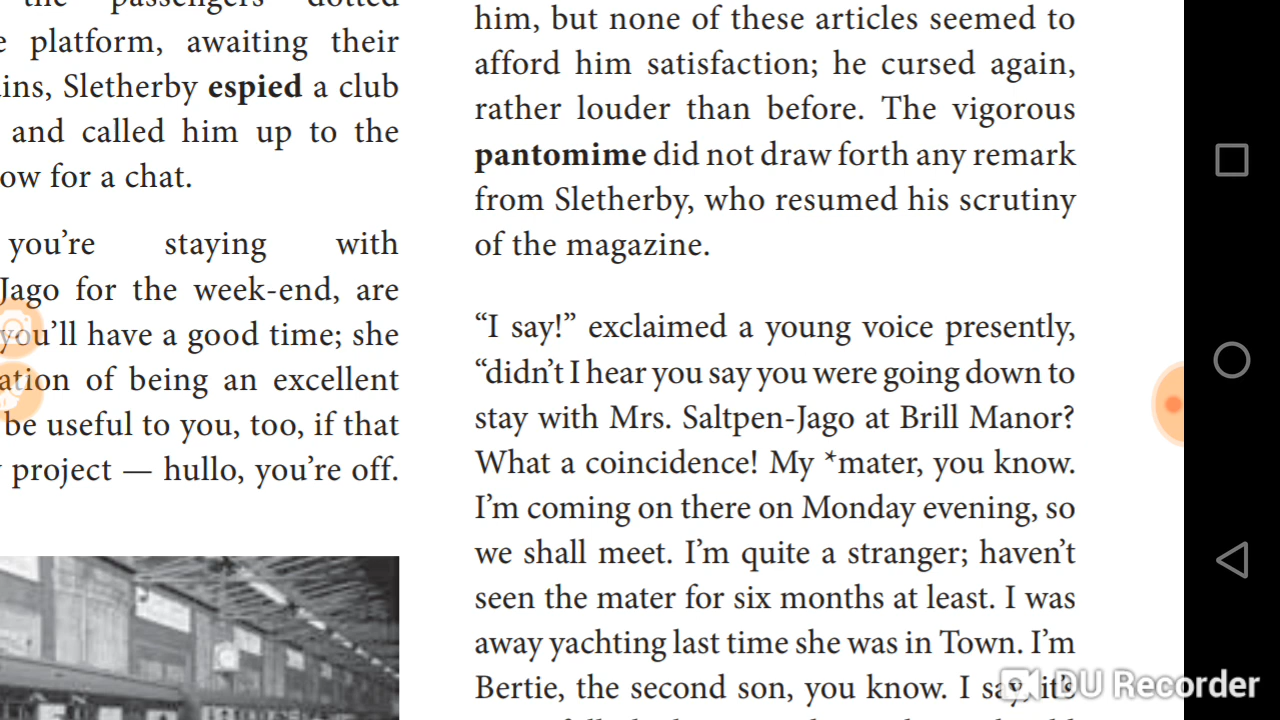 the passengers dotted
platform, awaiting their
Sletherby espied a club
and called him up to the
for a chat.
you're staying with
Jago for the week-end, are
you'll have a good time; she
of being an excellent
be useful to you, too, if that
project — hullo, you're off.
him, but none of these articles seemed to
afford him satisfaction; he cursed again,
rather louder than before. The vigorous
pantomime did not draw forth any remark
from Sletherby, who resumed his scrutiny
of the magazine.
“I say!” exclaimed a young voice presently,
“didn't I hear you say you were going down to
stay with Mrs. Saltpen-Jago at Brill Manor?
What a coincidence! My *mater, you know.
I'm coming on there on Monday evening, so
we shall meet. I'm quite a stranger; haven't
seen the mater for six months at least. I was
away yachting last time she was in Town. I'm
Bertie, the second son, you know. I say, it's
DU Recorder